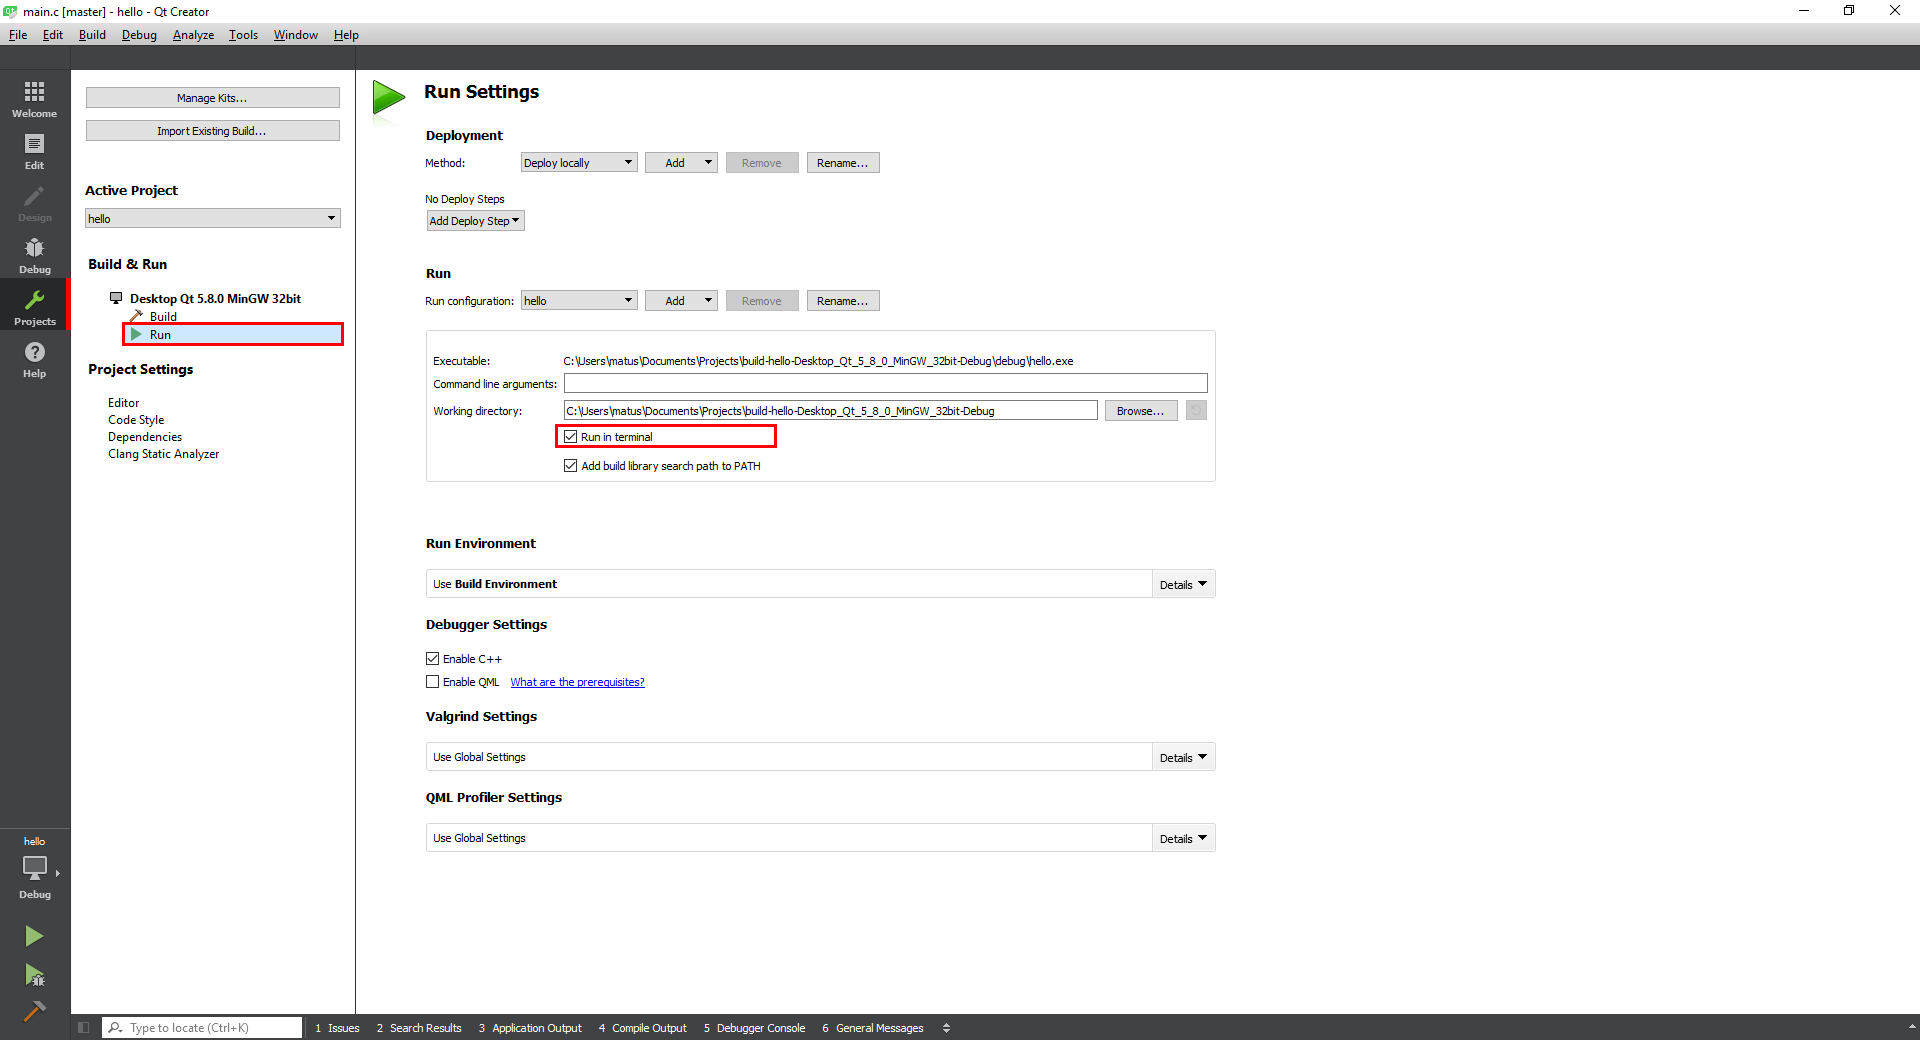 main.c [master] - hello - Qt Creator
File Edit Build Debug Analyze Tools Window Help
Welcome
Edit
Design
Debug
Projects
Help
hello
Debug
Manage Kits...
Import Existing Build...
Active Project
hello
Build & Run
Desktop Qt 5.8.0 MinGW 32bit
Build
Run
Project Settings
Editor
Code Style
Dependencies
Clang Static Analyzer
Run Settings
Deployment
Method: Deploy locally Add Remove Rename...
No Deploy Steps
Add Deploy Step
Run
Run configuration: hello Add Remove Rename...
Executable: C:\Users\matus\Documents\Projects\build-hello-Desktop_Qt_5_8_0_MinGW_32bit-Debug\debug\hello.exe
Command line arguments:
Working directory: C:\Users\matus\Documents\Projects\build-hello-Desktop_Qt_5_8_0_MinGW_32bit-Debug Browse...
Run in terminal
Add build library search path to PATH
Run Environment
Use Build Environment Details
Debugger Settings
Enable C++
Enable QML What are the prerequisites?
Valgrind Settings
Use Global Settings Details
QML Profiler Settings
Use Global Settings Details
Type to locate (Ctrl+K) 1 Issues 2 Search Results 3 Application Output 4 Compile Output 5 Debugger Console 6 General Messages